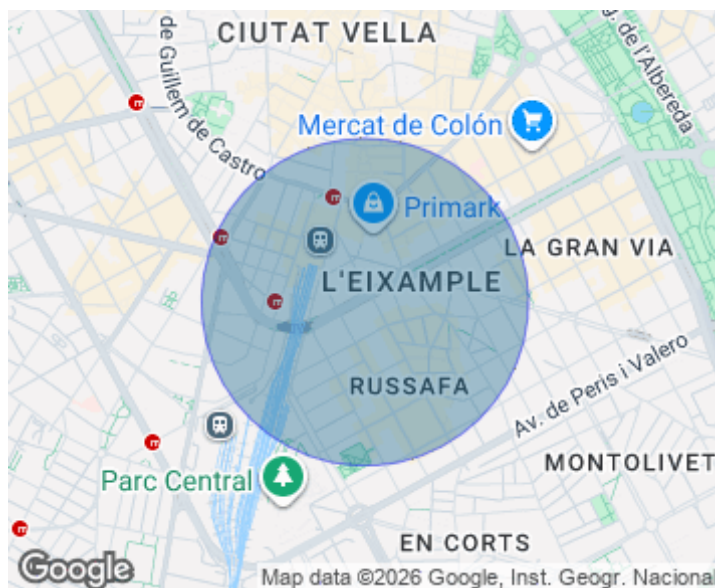 CIUTAT VELLA
de Guillem de Castro
g. de l'Albereda
Mercat de Colón
Primark
LA GRAN VIA
L'EIXAMPLE
RUSSAFA
Av. de Peris i Valero
MONTOLIVET
Parc Central
EN CORTS
Google
Map data ©2026 Google, Inst. Geogr. Nacional